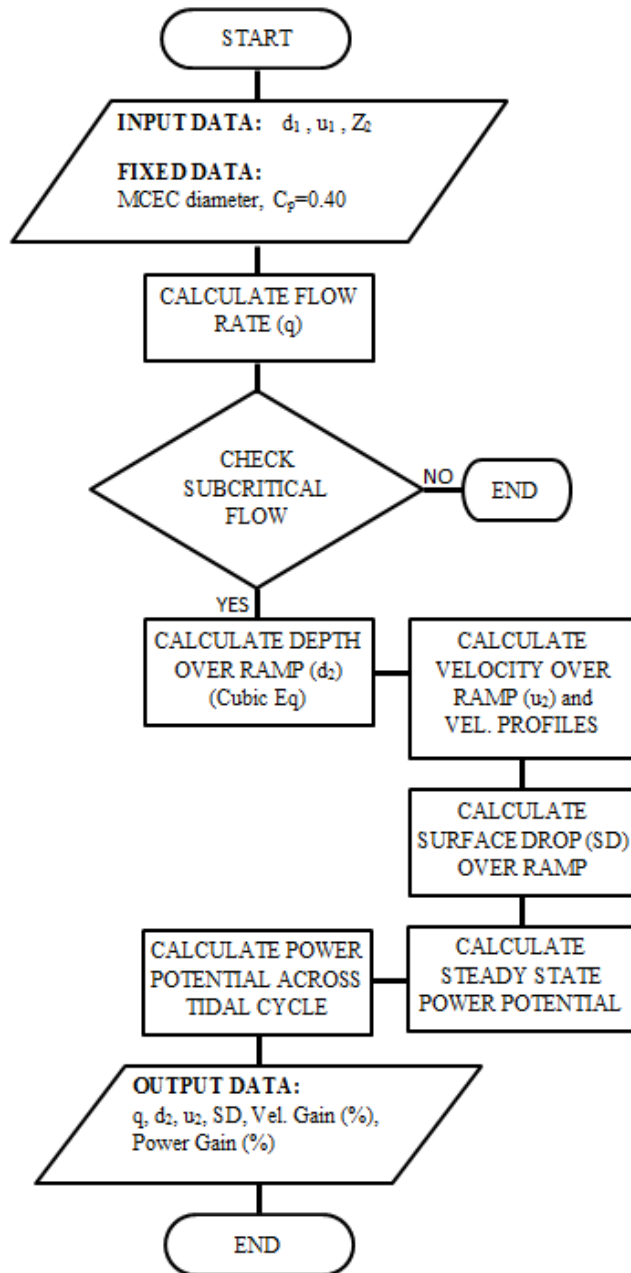 START
INPUT DATA: d₁ , u₁ , Z₂
FIXED DATA:
MCEC diameter, Cₚ=0.40
CALCULATE FLOW
RATE (q)
CHECK
SUBCRITICAL
FLOW
NO
END
YES
CALCULATE DEPTH
OVER RAMP (d₂)
(Cubic Eq)
CALCULATE
VELOCITY OVER
RAMP (u₂) and
VEL. PROFILES
CALCULATE
SURFACE DROP (SD)
OVER RAMP
CALCULATE
STEADY STATE
POWER POTENTIAL
CALCULATE POWER
POTENTIAL ACROSS
TIDAL CYCLE
OUTPUT DATA:
q, d₂, u₂, SD, Vel. Gain (%),
Power Gain (%)
END